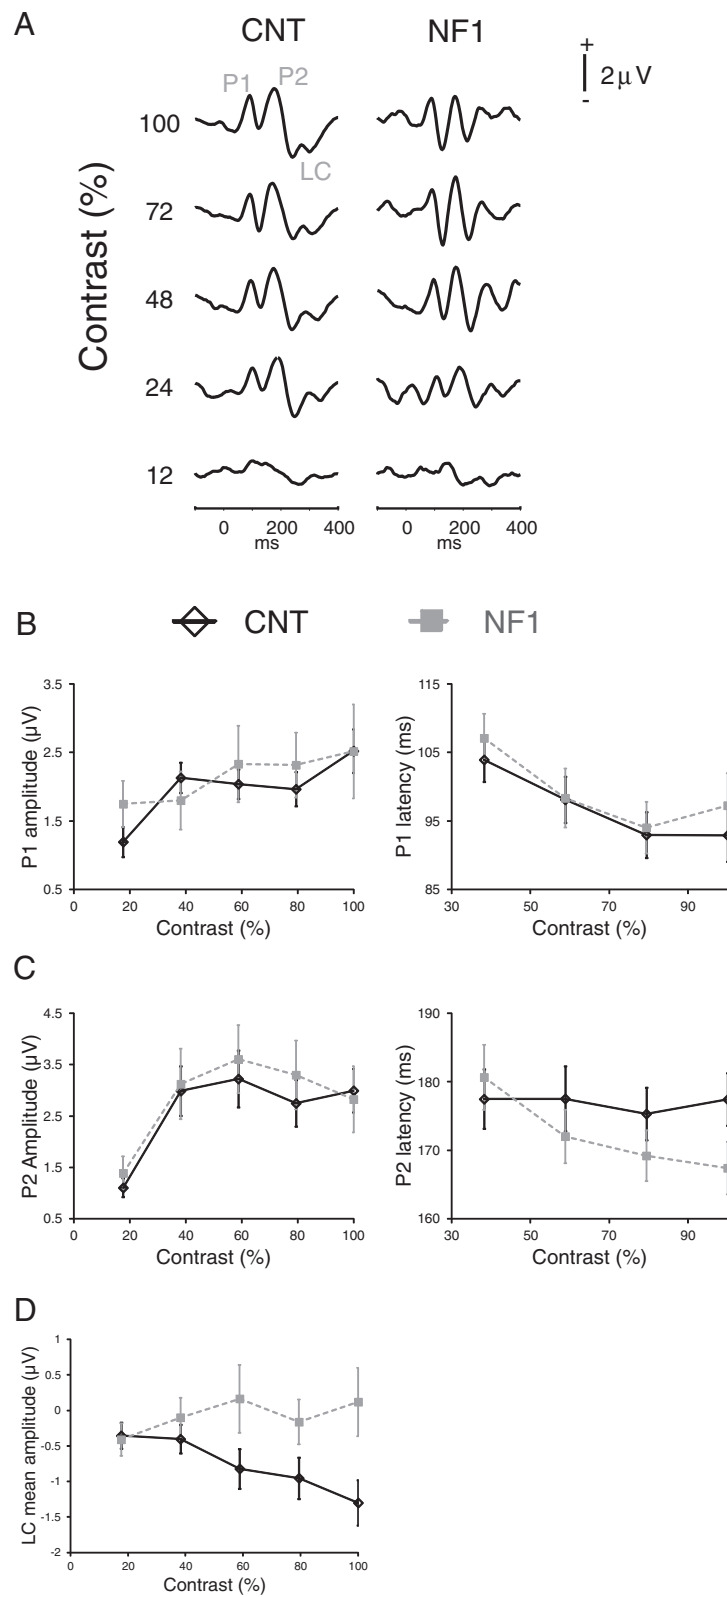 A
CNT
NF1
+
2μV
-
P1
P2
LC
Contrast (%)
100
72
48
24
12
0 200 400
ms
0 200 400
ms
B
CNT
NF1
P1 amplitude (μV)
3.5
2.5
1.5
0.5
0 20 40 60 80 100
Contrast (%)
P1 latency (ms)
115
105
95
85
30 50 70 90
Contrast (%)
C
P2 Amplitude (μV)
4.5
3.5
2.5
1.5
0.5
0 20 40 60 80 100
Contrast (%)
P2 latency (ms)
190
180
170
160
30 50 70 90
Contrast (%)
D
LC mean amplitude (μV)
1
0.5
0
-0.5
-1
-1.5
-2
0 20 40 60 80 100
Contrast (%)